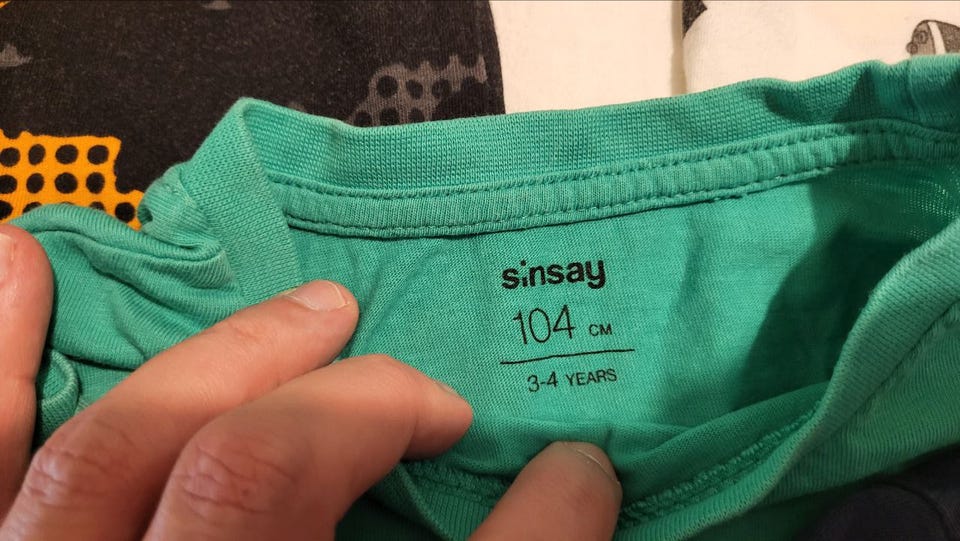 sinsay
104 CM
3-4 YEARS